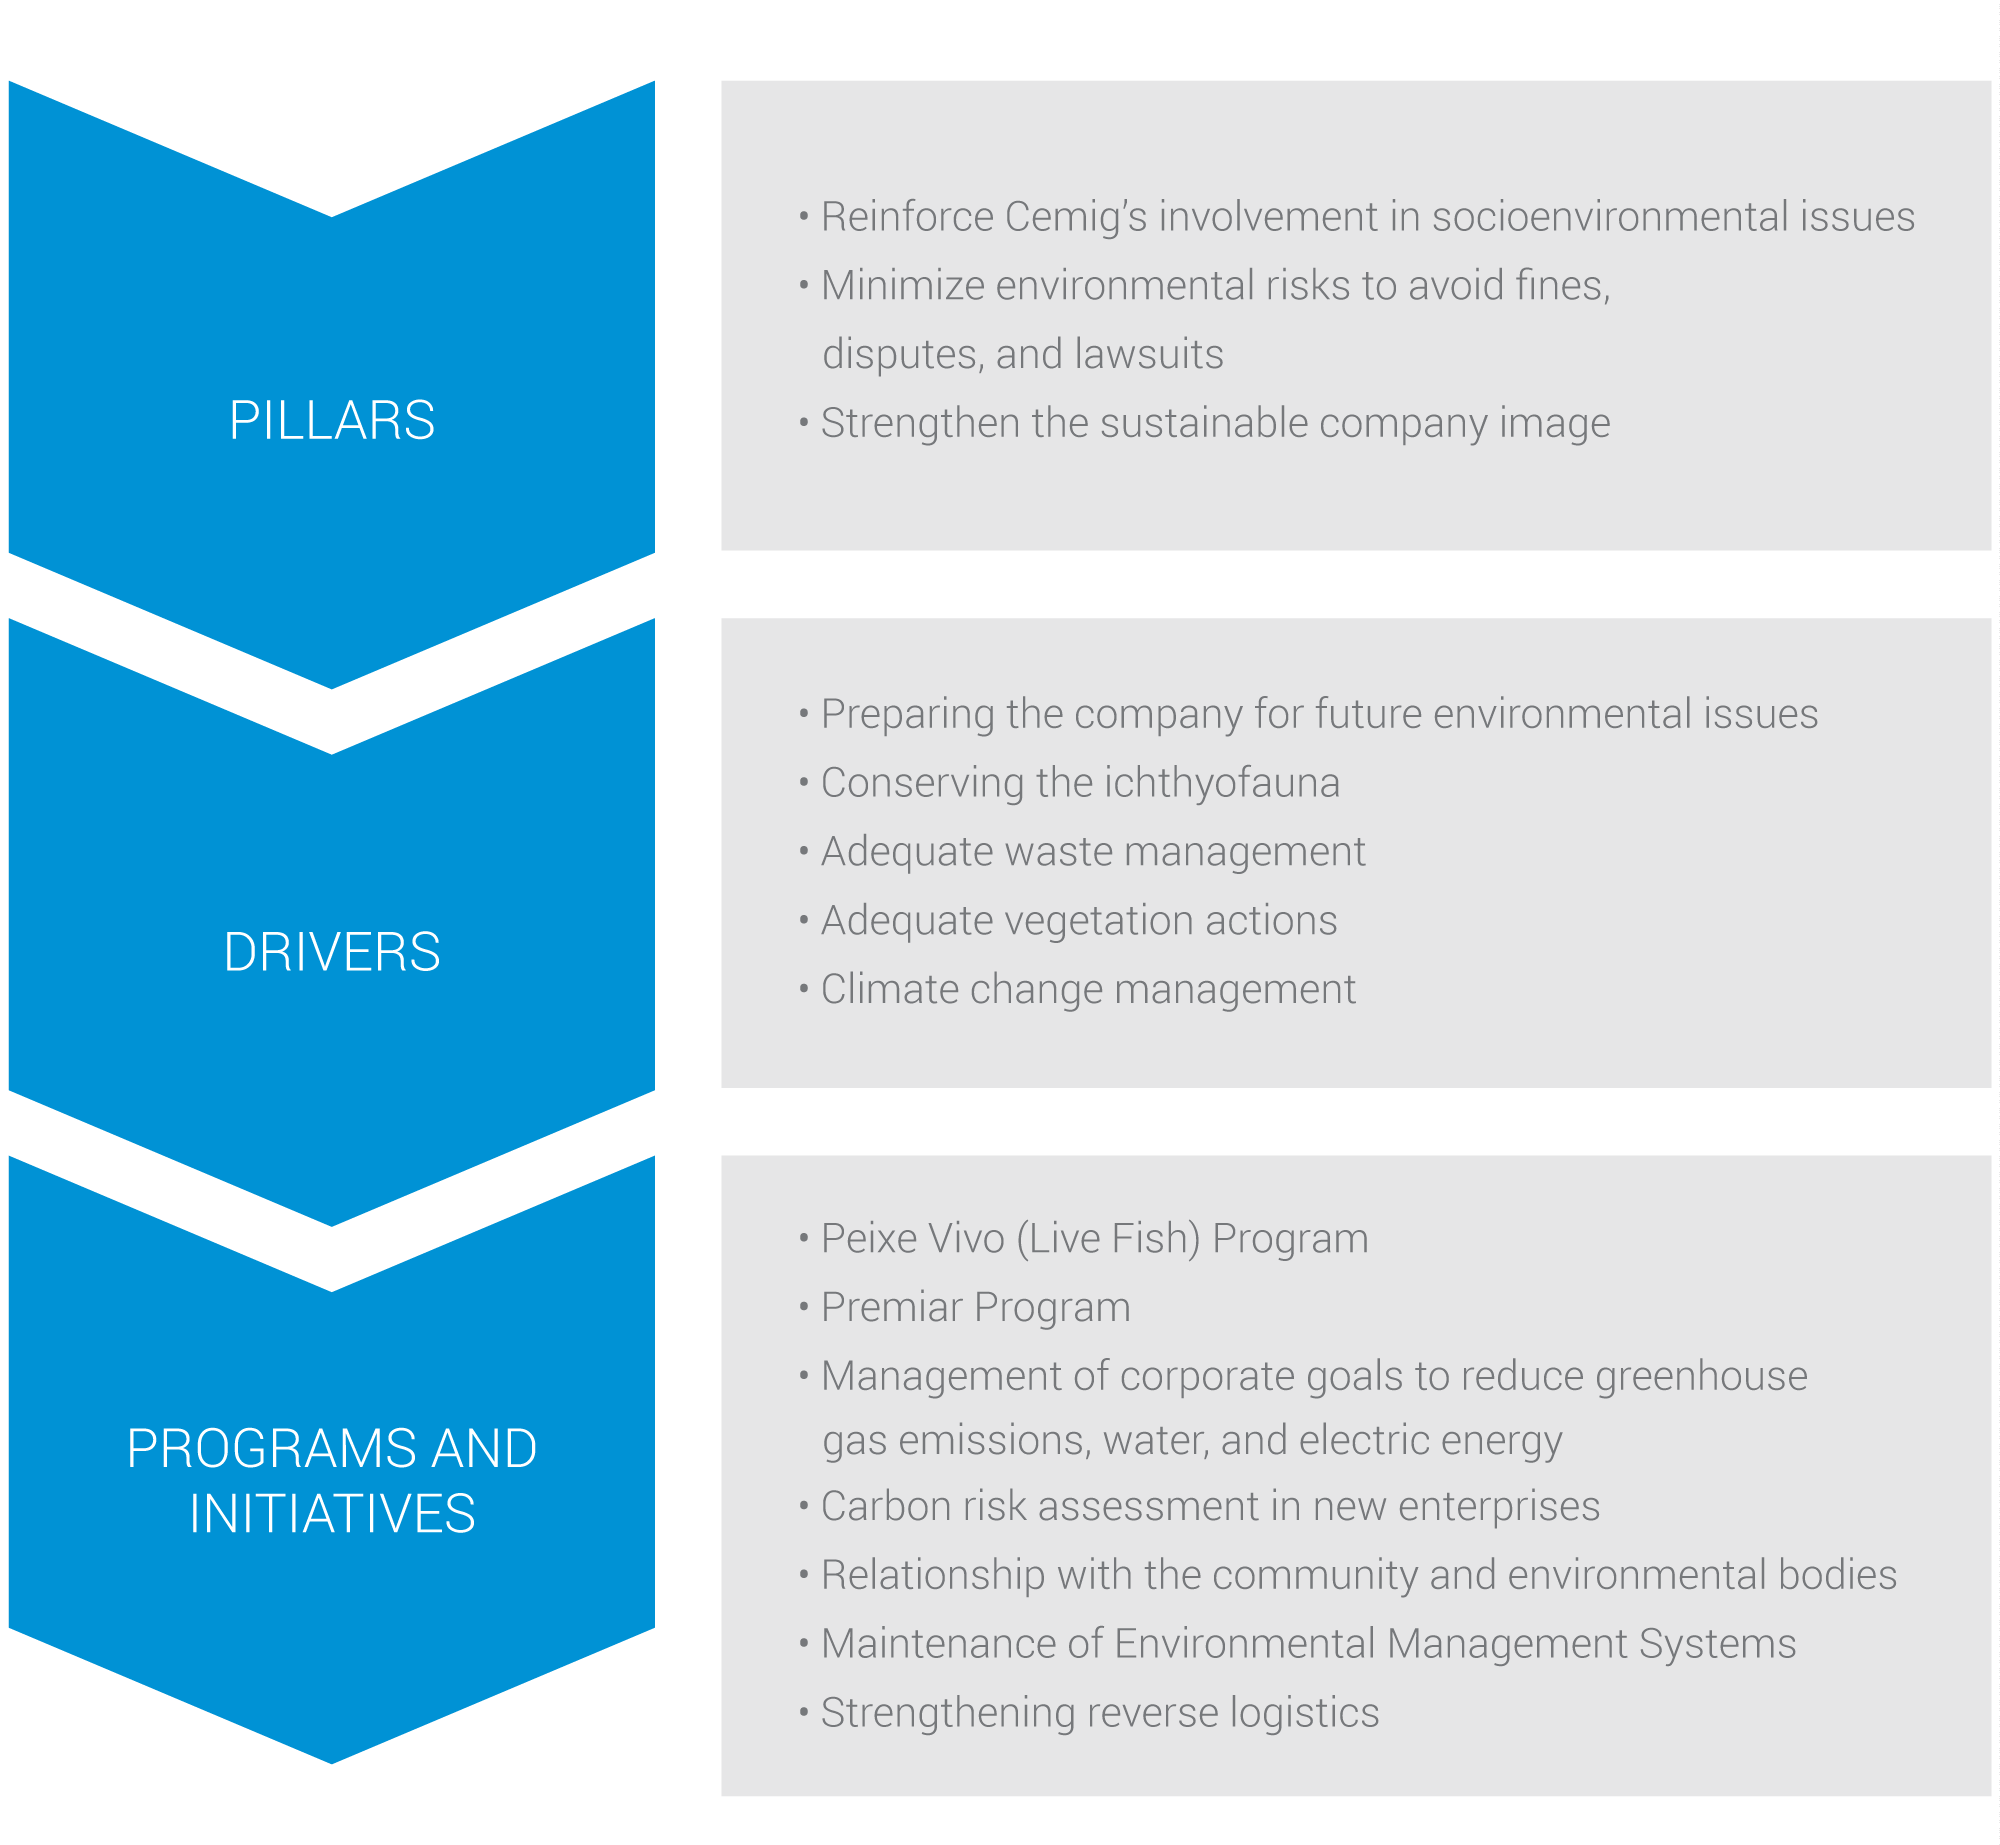 PILLARS
• Reinforce Cemig’s involvement in socioenvironmental issues
• Minimize environmental risks to avoid fines,
disputes, and lawsuits
• Strengthen the sustainable company image
DRIVERS
• Preparing the company for future environmental issues
• Conserving the ichthyofauna
• Adequate waste management
• Adequate vegetation actions
• Climate change management
PROGRAMS AND
INITIATIVES
• Peixe Vivo (Live Fish) Program
• Premiar Program
• Management of corporate goals to reduce greenhouse
gas emissions, water, and electric energy
• Carbon risk assessment in new enterprises
• Relationship with the community and environmental bodies
• Maintenance of Environmental Management Systems
• Strengthening reverse logistics